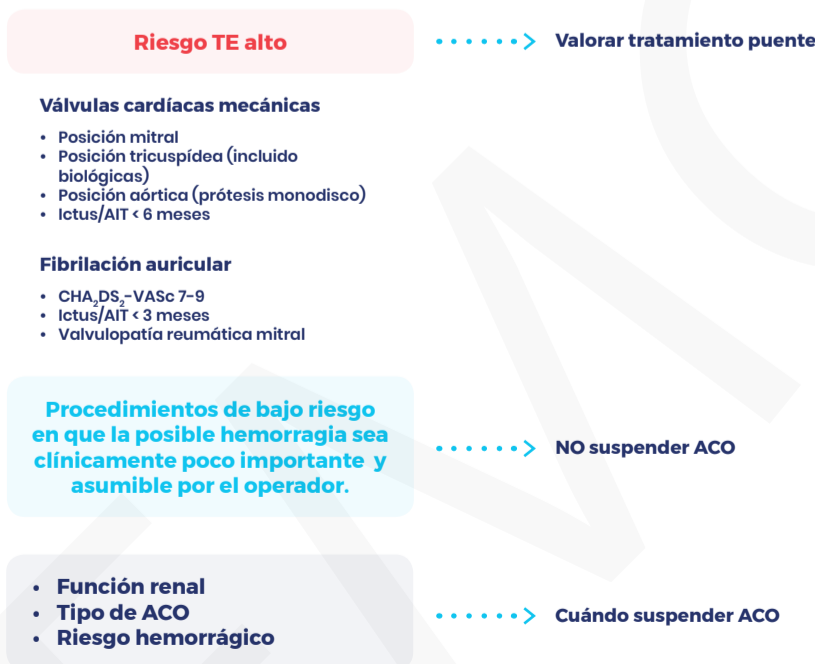 Riesgo TE alto
Valorar tratamiento puente
Válvulas cardíacas mecánicas
• Posición mitral
• Posición tricuspídea (incluido
biológicas)
• Posición aórtica (prótesis monodisco)
• Ictus/AIT < 6 meses
Fibrilación auricular
• CHA₂DS₂-VASc 7-9
• Ictus/AIT < 3 meses
• Valvulopatía reumática mitral
Procedimientos de bajo riesgo
en que la posible hemorragia sea
clínicamente poco importante y
asumible por el operador.
NO suspender ACO
• Función renal
• Tipo de ACO
• Riesgo hemorrágico
Cuándo suspender ACO